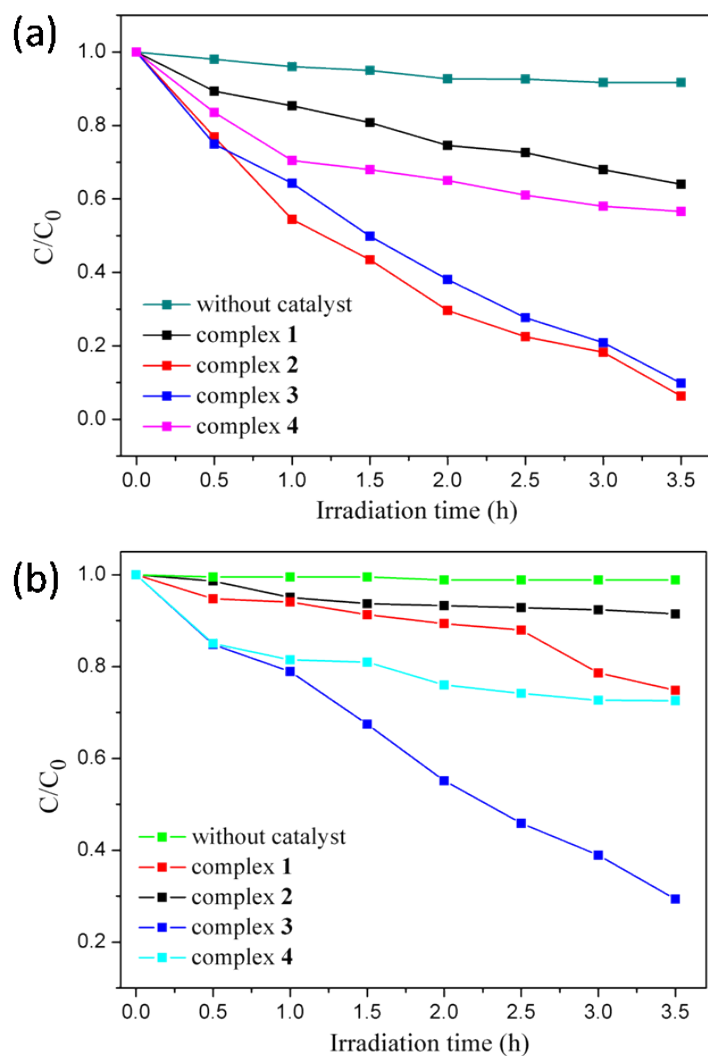 (a)
1.0
0.8
0.6
0.4
0.2
0.0
C/C0
without catalyst
complex 1
complex 2
complex 3
complex 4
0.0 0.5 1.0 1.5 2.0 2.5 3.0 3.5
Irradiation time (h)
(b)
1.0
0.8
0.6
0.4
0.2
C/C0
without catalyst
complex 1
complex 2
complex 3
complex 4
0.0 0.5 1.0 1.5 2.0 2.5 3.0 3.5
Irradiation time (h)